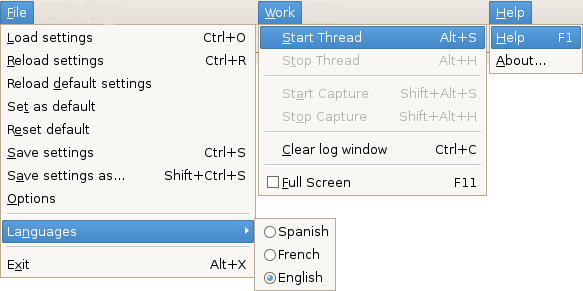 File
Load settings Ctrl+O
Reload settings Ctrl+R
Reload default settings
Set as default
Reset default
Save settings Ctrl+S
Save settings as... Shift+Ctrl+S
Options
Languages
Exit Alt+X
Spanish
French
English
Work
Start Thread Alt+S
Stop Thread Alt+H
Start Capture Shift+Alt+S
Stop Capture Shift+Alt+H
Clear log window Ctrl+C
Full Screen F11
Help
Help F1
About...